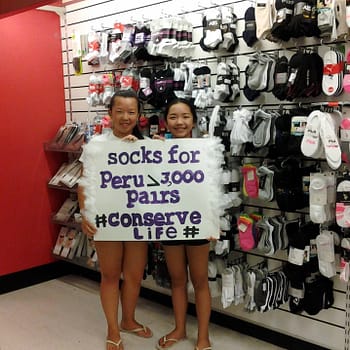 socks for
Peru ≥ 3,000
pairs
#conserve
Life #